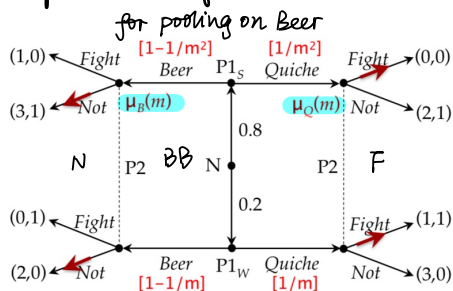 for pooling on Beer
[1-1/m²] [1/m²]
(1,0) Fight Beer P1S Quiche Fight (0,0)
(3,1) Not μB(m) μQ(m) Not (2,1)
0.8
N P2 BB N P2 F
0.2
(0,1) Fight Fight (1,1)
(2,0) Not Beer P1W Quiche Not (3,0)
[1-1/m] [1/m]